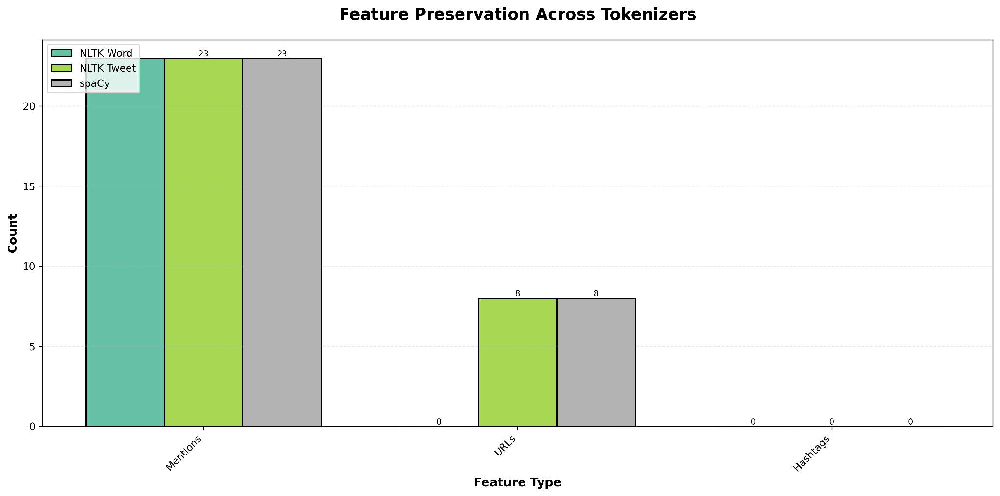 Feature Preservation Across Tokenizers
NLTK Word
NLTK Tweet
spaCy
23
23
20
15
10
5
0
Count
8
8
0
0
0
0
Mentions
URLs
Hashtags
Feature Type